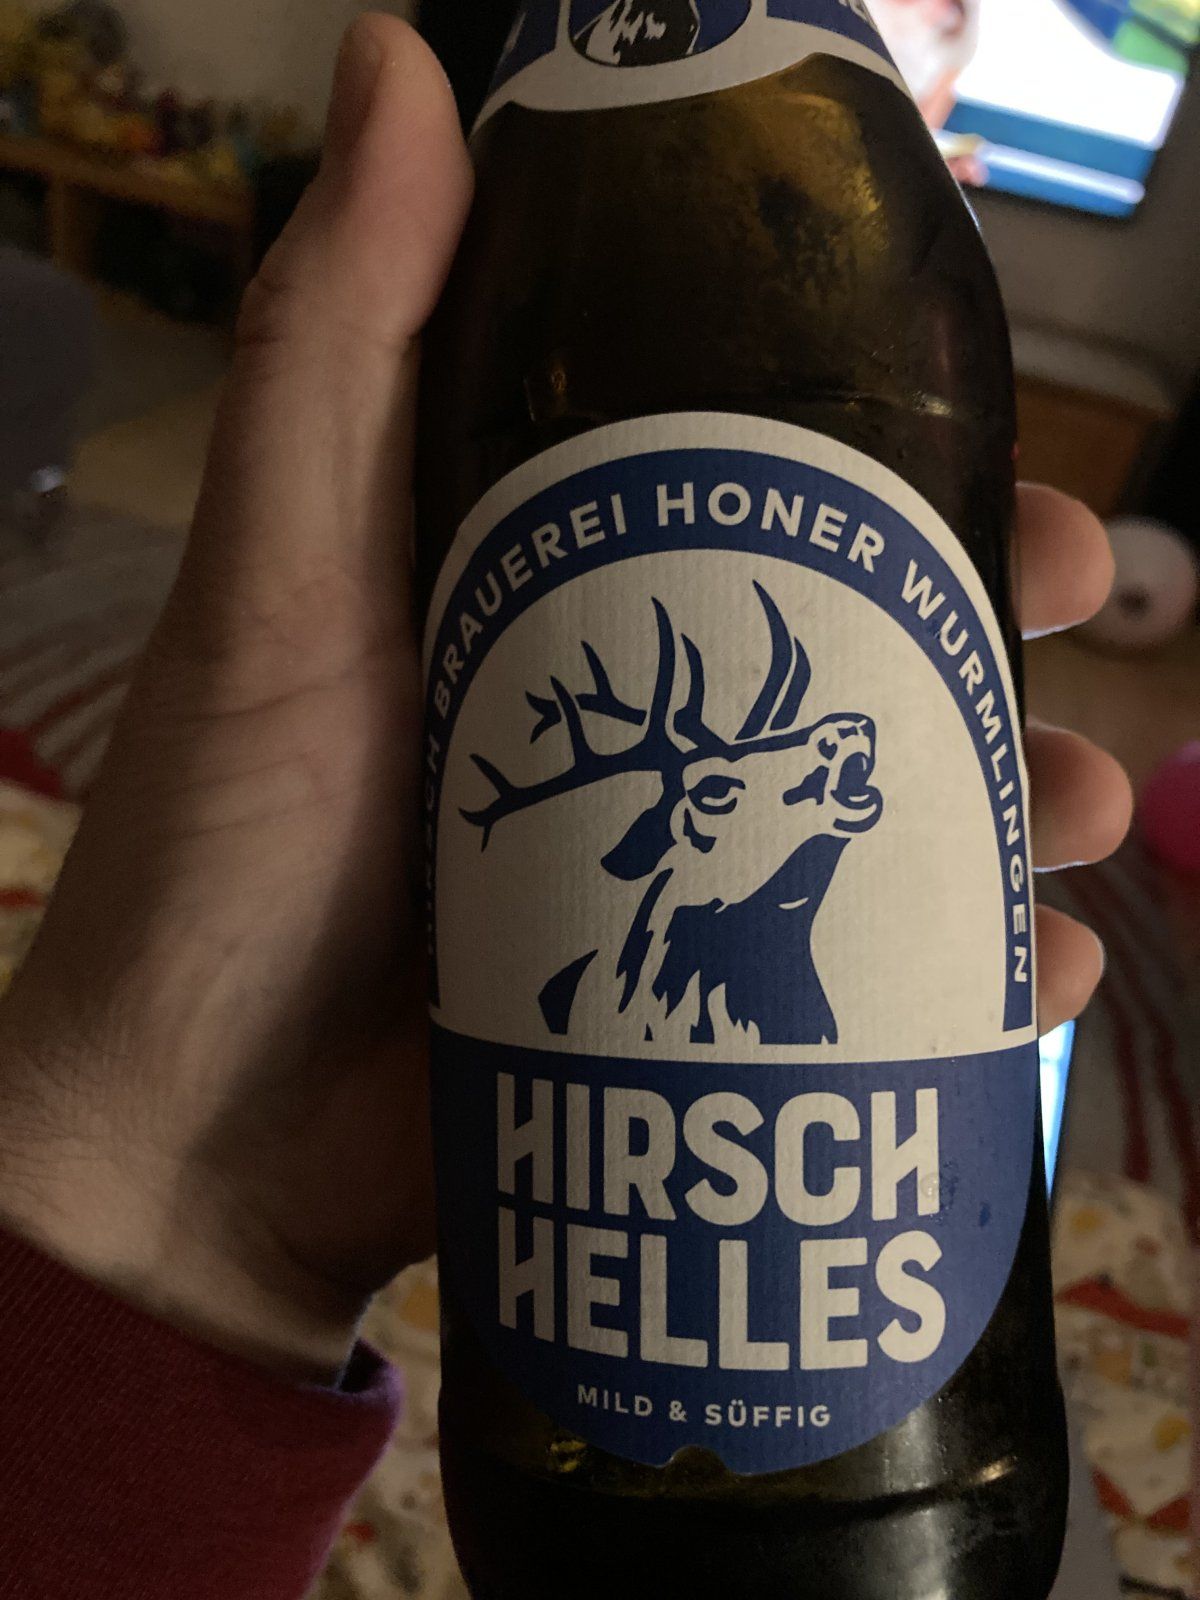 HIRSCH BRAUEREI HONER WURMLINGEN
HIRSCH
HELLES
MILD & SÜFFIG